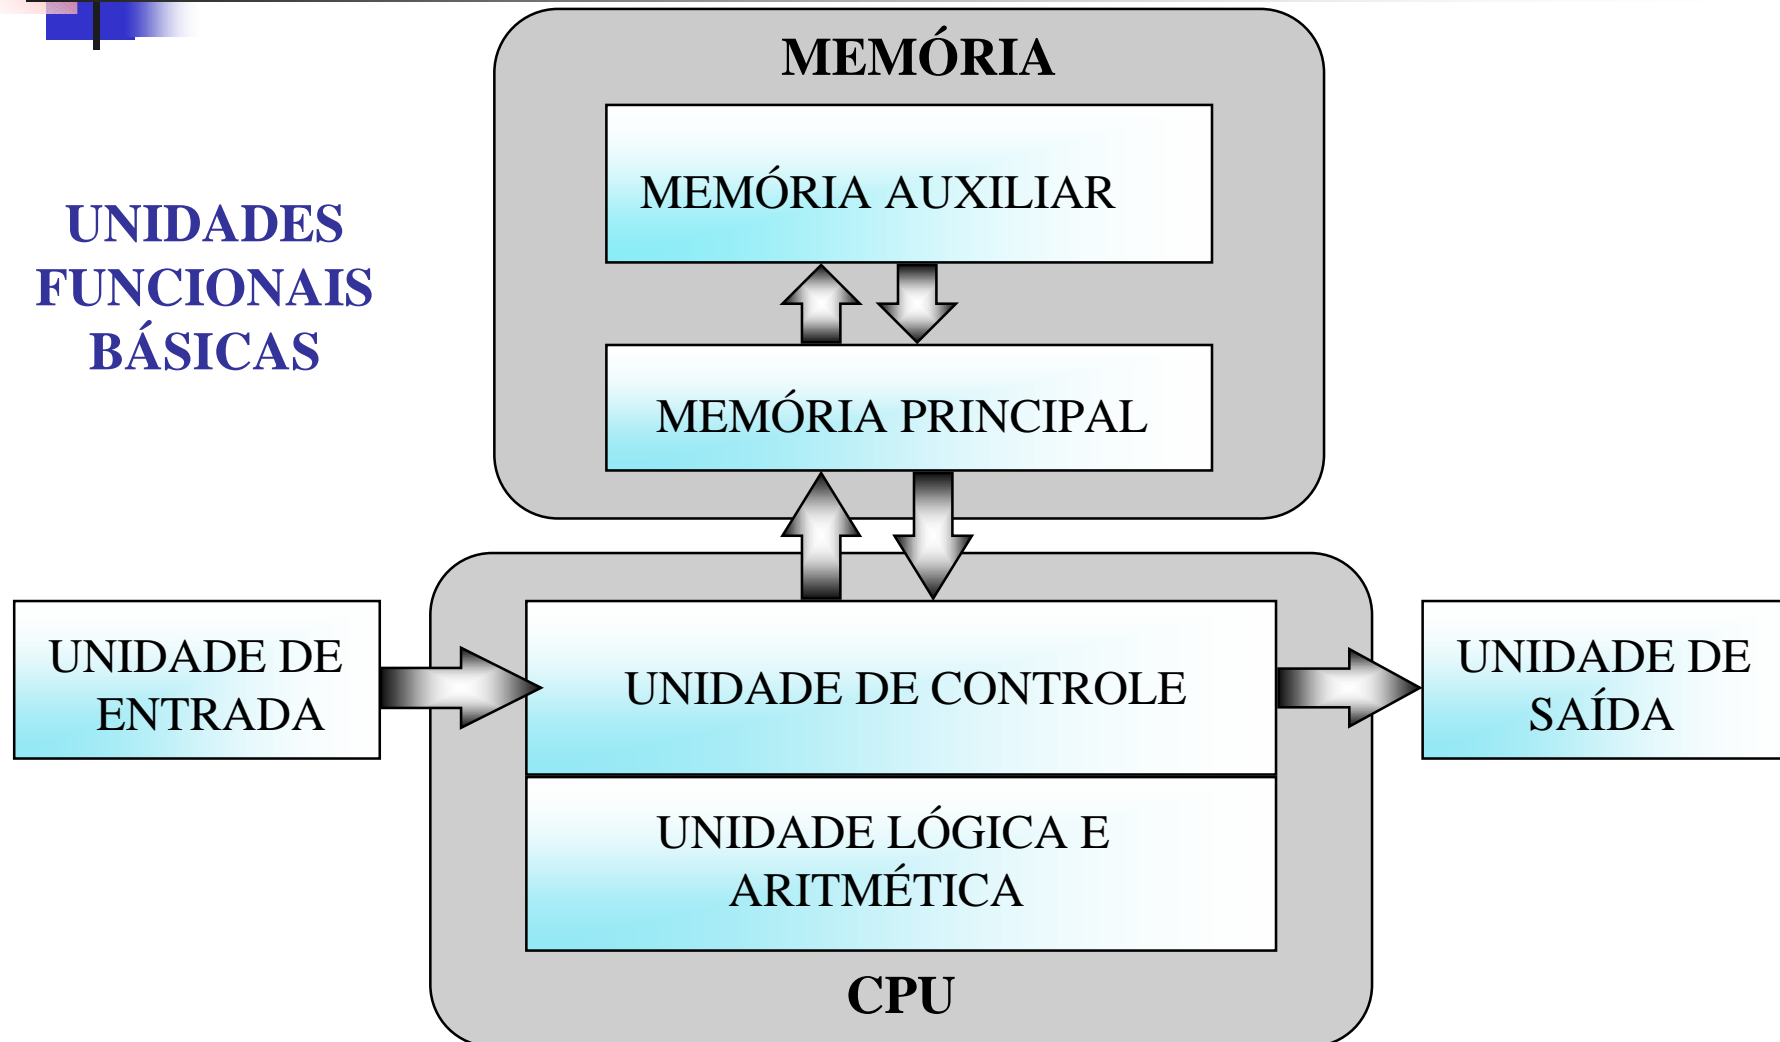 MEMÓRIA
MEMÓRIA AUXILIAR
UNIDADES
FUNCIONAIS
BÁSICAS
MEMÓRIA PRINCIPAL
UNIDADE DE
ENTRADA
UNIDADE DE CONTROLE
UNIDADE DE
SAÍDA
UNIDADE LÓGICA E
ARITMÉTICA
CPU